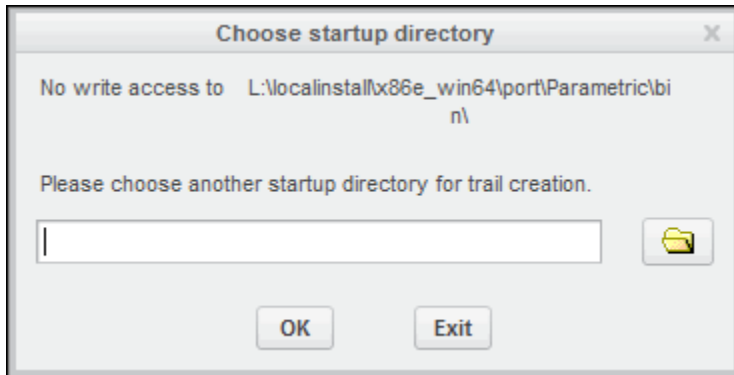 Choose startup directory
No write access to L:\localinstall\x86e_win64\port\Parametric\bi
n\
Please choose another startup directory for trail creation.
OK Exit